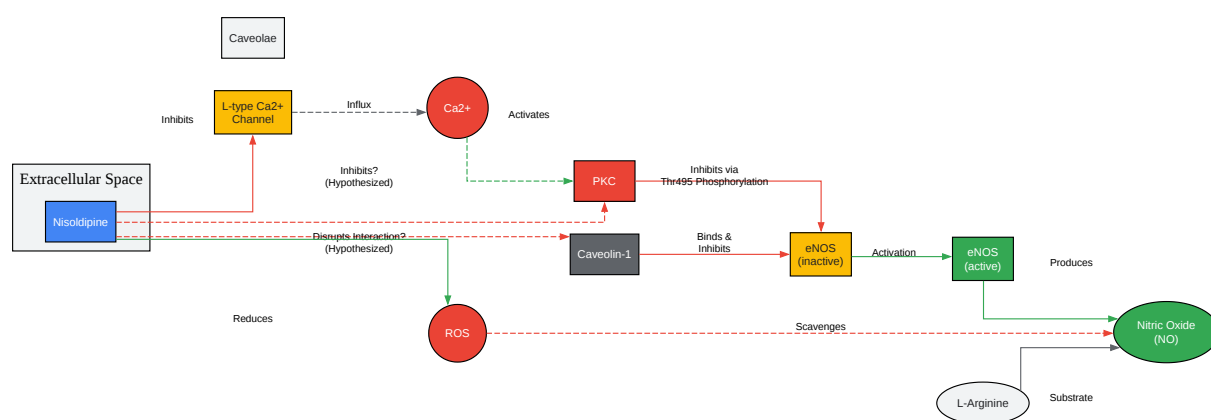 Caveolae
L-type Ca2+
Channel
Influx
Ca2+
Inhibits
Activates
Extracellular Space
Nisoldipine
Inhibits?
(Hypothesized)
PKC
Inhibits via
Thr495 Phosphorylation
Disrupts Interaction?
(Hypothesized)
Caveolin-1
Binds &
Inhibits
eNOS
(inactive)
Activation
eNOS
(active)
Produces
Reduces
ROS
Scavenges
Nitric Oxide
(NO)
L-Arginine
Substrate